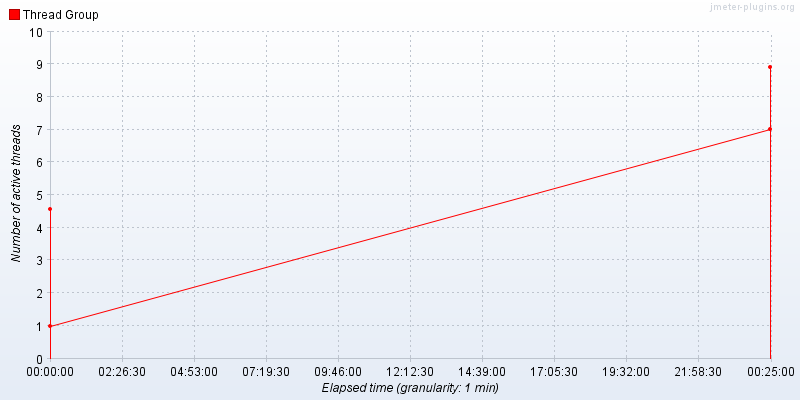 jmeter-plugins.org
Thread Group
10
9
8
7
6
5
4
3
2
1
0
Number of active threads
00:00:00 02:26:30 04:53:00 07:19:30 09:46:00 12:12:30 14:39:00 17:05:30 19:32:00 21:58:30 00:25:00
Elapsed time (granularity: 1 min)